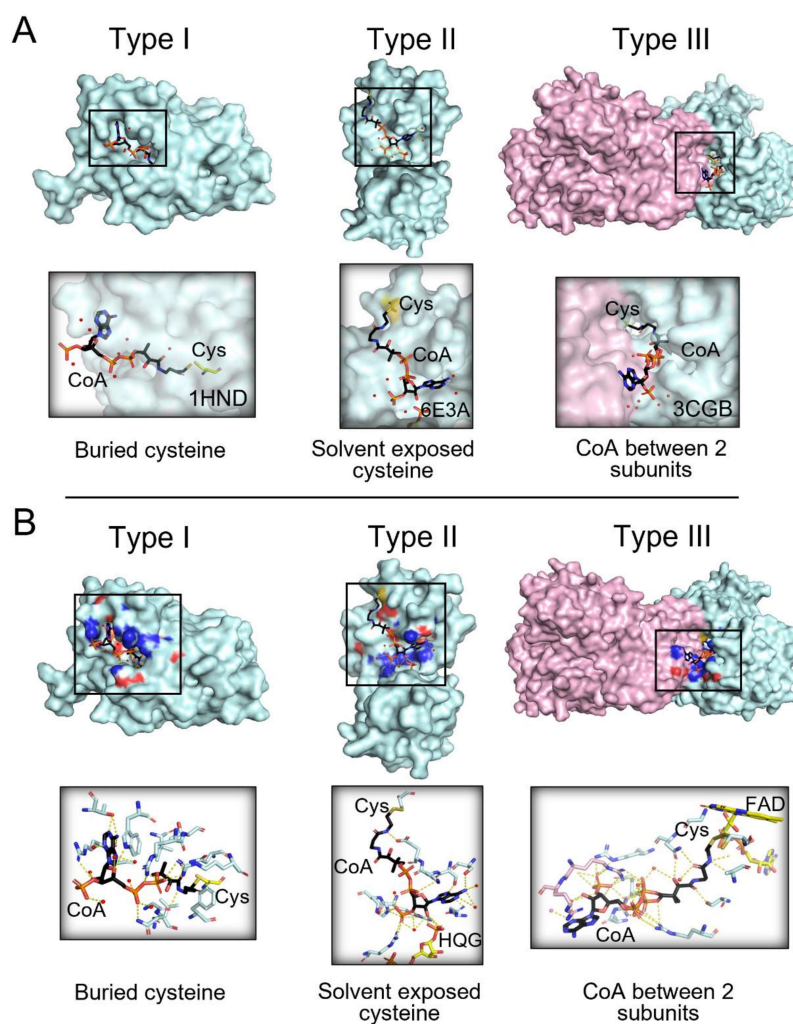 A
Type I
Type II
Type III
Cys
CoA
1HND
Cys
CoA
6E3A
Cys
CoA
3CGB
Buried cysteine
Solvent exposed
cysteine
CoA between 2
subunits
B
Type I
Type II
Type III
CoA
Cys
Cys
CoA
HQG
FAD
Cys
CoA
Buried cysteine
Solvent exposed
cysteine
CoA between 2
subunits